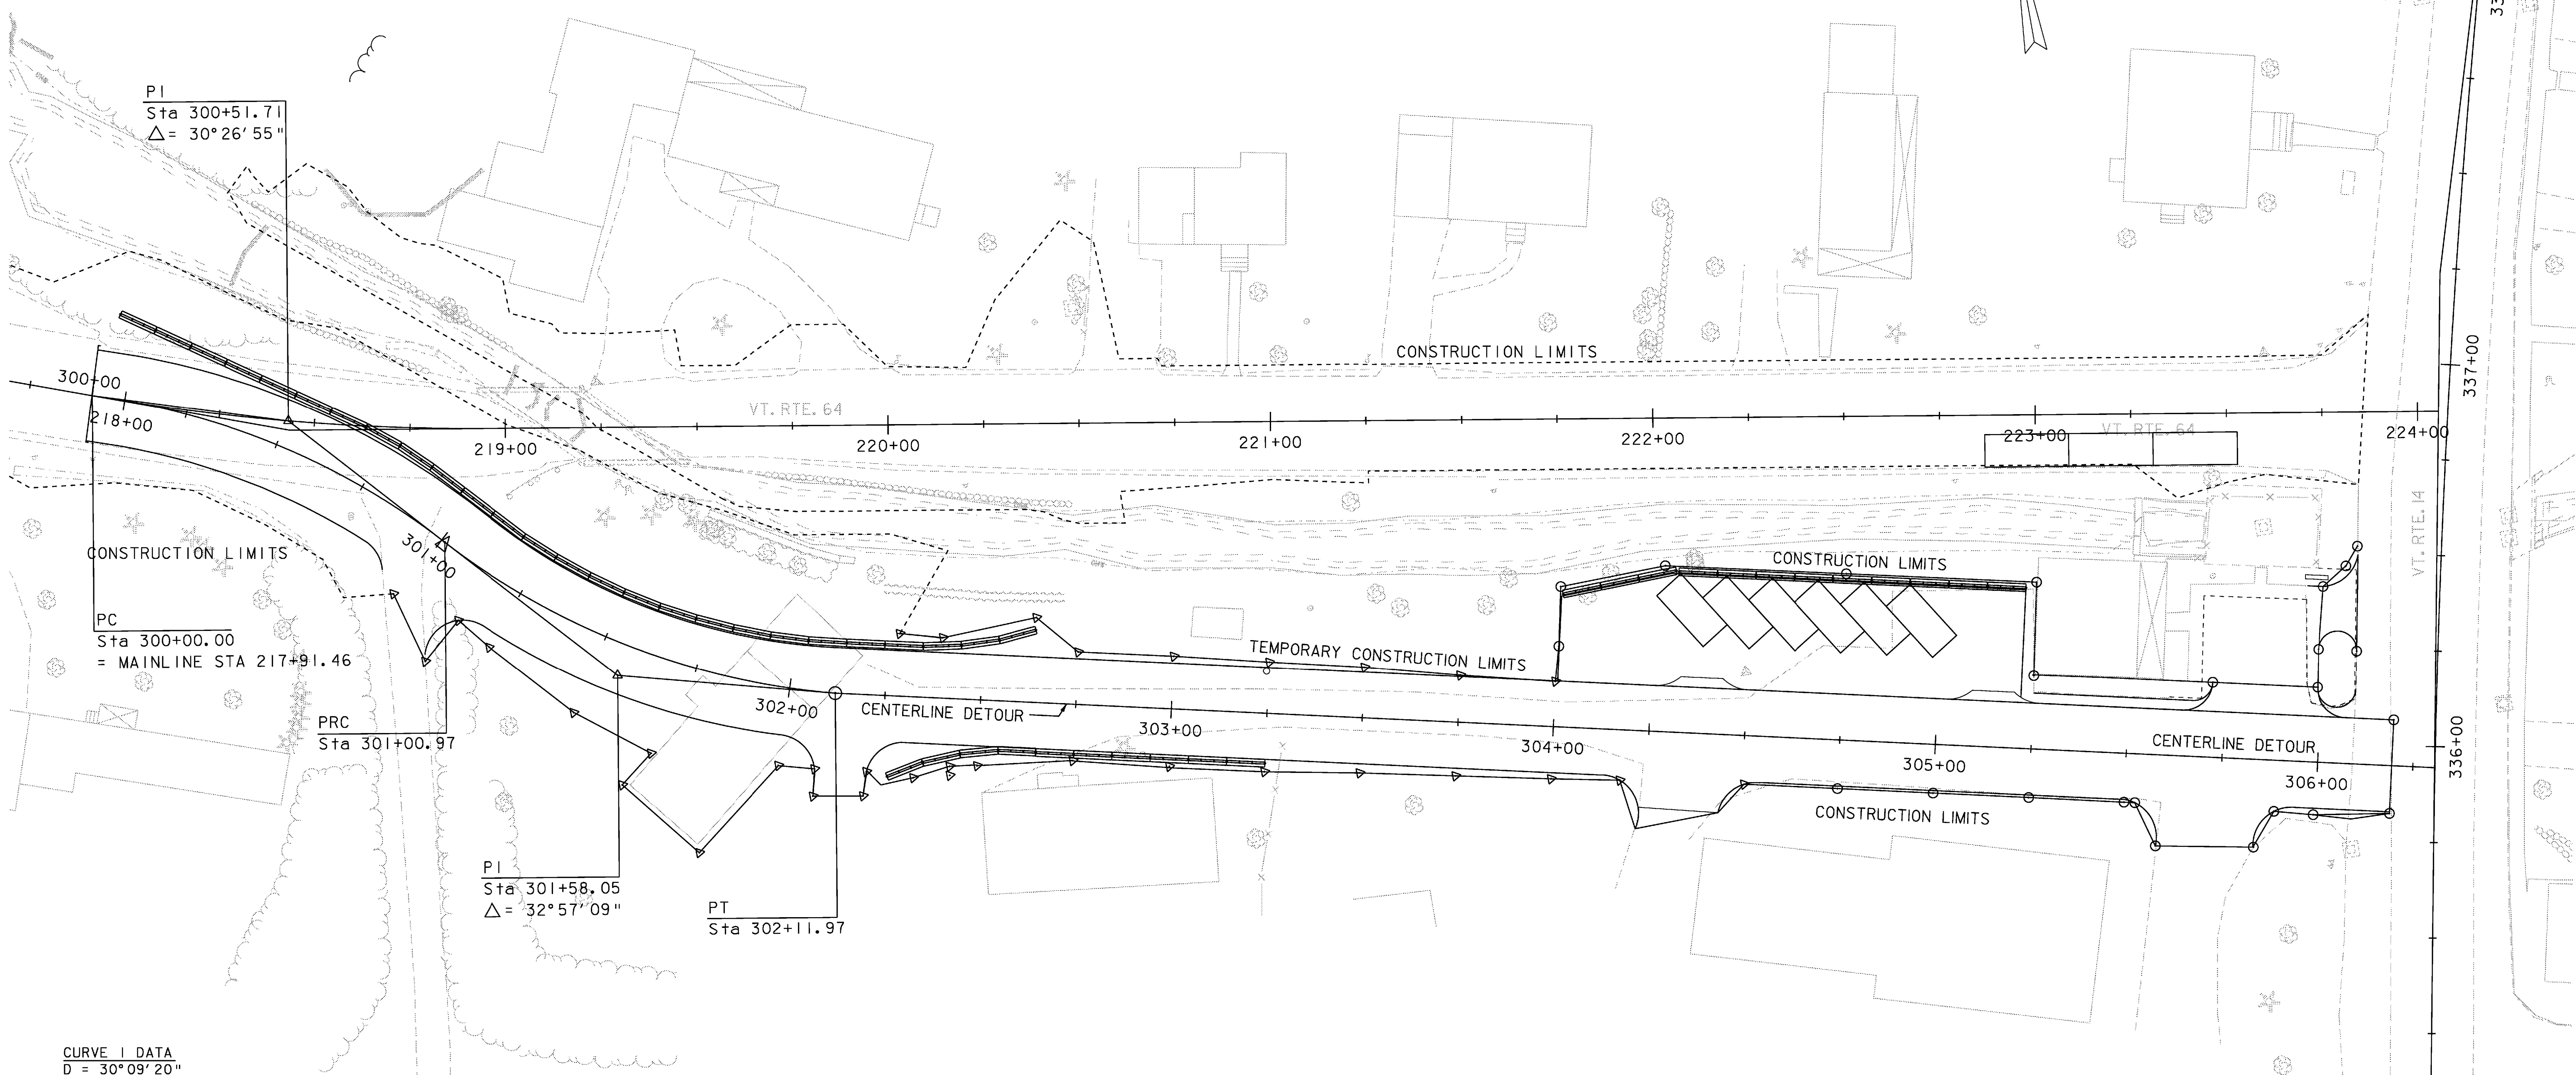 PI
Sta 300+51.71
△= 30°26'55"
300+00
218+00
219+00
VT. RTE. 64
220+00
221+00
CONSTRUCTION LIMITS
222+00
223+00
VT. RTE. 64
224+00
337+00
CONSTRUCTION LIMITS
301+00
PC
Sta 300+00.00
= MAINLINE STA 217+91.46
PRC
Sta 301+00.97
302+00
CENTERLINE DETOUR
303+00
TEMPORARY CONSTRUCTION LIMITS
CONSTRUCTION LIMITS
304+00
305+00
CENTERLINE DETOUR
306+00
336+00
VT. RTE. 14
CONSTRUCTION LIMITS
PI
Sta 301+58.05
△= 32°57'09"
PT
Sta 302+11.97
CURVE 1 DATA
D = 30°09'20"